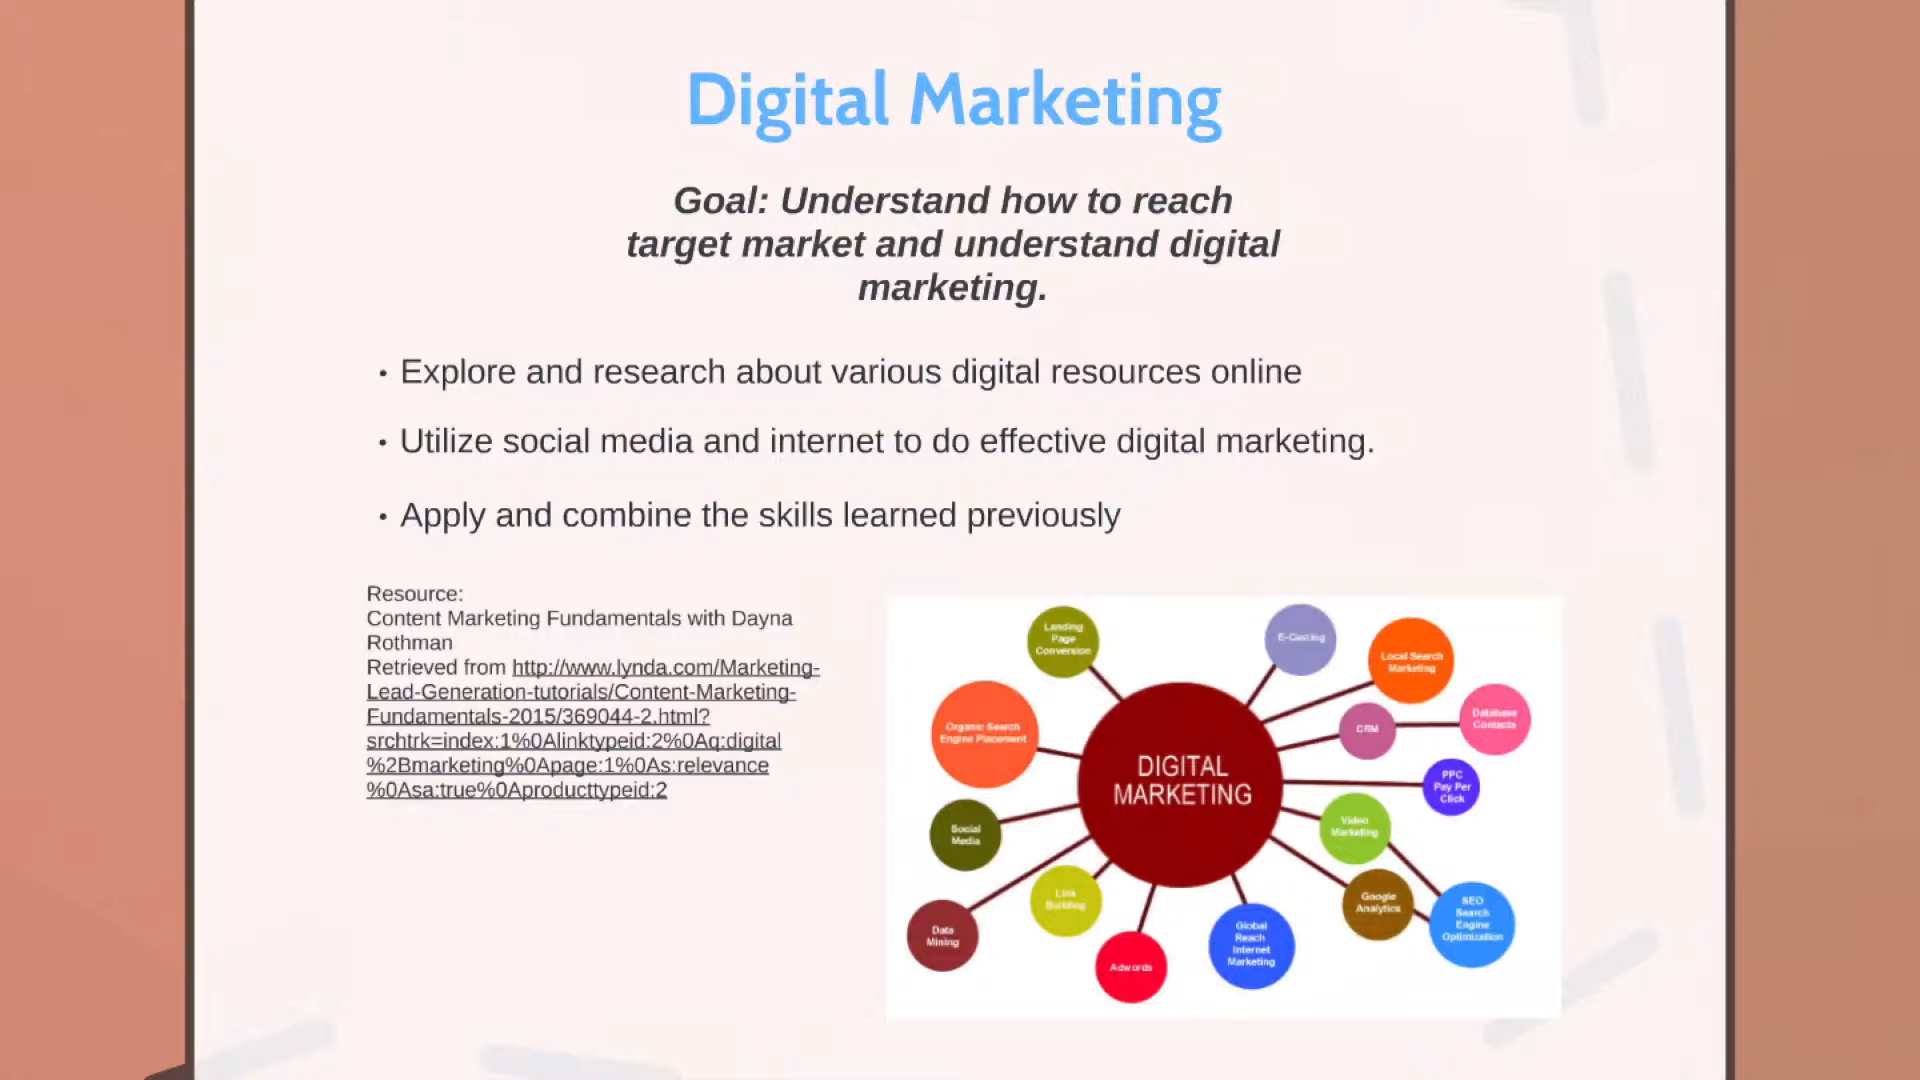 Digital Marketing
Goal: Understand how to reach
target market and understand digital
marketing.
• Explore and research about various digital resources online
• Utilize social media and internet to do effective digital marketing.
• Apply and combine the skills learned previously
Resource:
Content Marketing Fundamentals with Dayna
Rothman
Retrieved from http://www.lynda.com/Marketing-
Lead-Generation-tutorials/Content-Marketing-
Fundamentals-2015/369044-2.html?
srchtrk=index:1%0Alinktypeid:2%0Aq:digital
%2Bmarketing%0Apage:1%0As:relevance
%0Asa:true%0Aproducttypeid:2
Landing
Page
Conversion
E-Casting
Local Search
Marketing
Organic Search
Engine Placement
CRM
Database
Contacts
DIGITAL
MARKETING
PPC
Pay Per
Click
Social
Media
Video
Marketing
Link
Building
Google
Analytics
SEO
Search
Engine
Optimization
Data
Mining
Adwords
Global
Reach
Internet
Marketing